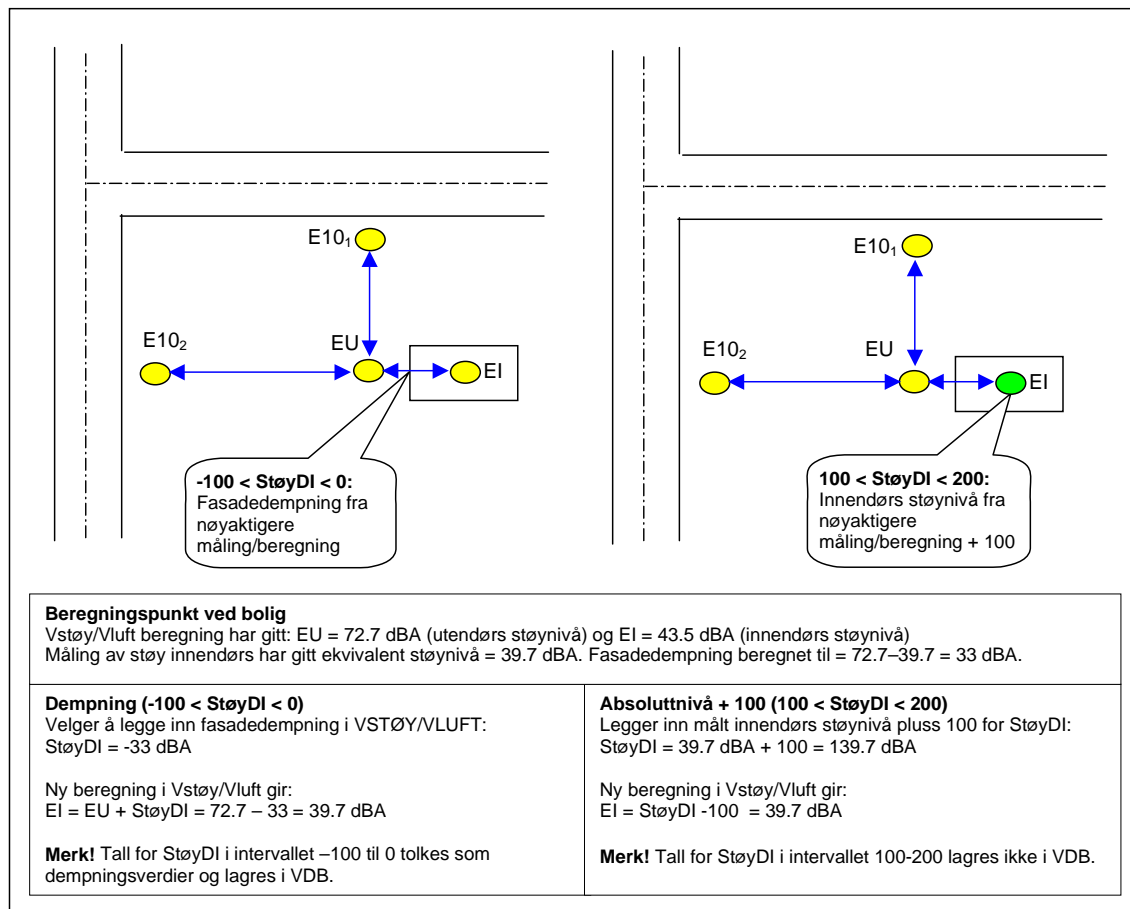 E10₁
E10₂
EU
EI
-100 < StøyDI < 0:
Fasadedempning fra
nøyaktigere
måling/beregning
E10₁
E10₂
EU
EI
100 < StøyDI < 200:
Innendørs støynivå fra
nøyaktigere
måling/beregning + 100
Beregningspunkt ved bolig
Vstøy/Vluft beregning har gitt: EU = 72.7 dBA (utendørs støynivå) og EI = 43.5 dBA (innendørs støynivå)
Måling av støy innendørs har gitt ekvivalent støynivå = 39.7 dBA. Fasadedempning beregnet til = 72.7–39.7 = 33 dBA.
Dempning (-100 < StøyDI < 0)
Velger å legge inn fasadedempning i VSTØY/VLUFT:
StøyDI = -33 dBA
Ny beregning i Vstøy/Vluft gir:
EI = EU + StøyDI = 72.7 – 33 = 39.7 dBA
Merk! Tall for StøyDI i intervallet –100 til 0 tolkes som
dempningsverdier og lagres i VDB.
Absoluttnivå + 100 (100 < StøyDI < 200)
Legger inn målt innendørs støynivå pluss 100 for StøyDI:
StøyDI = 39.7 dBA + 100 = 139.7 dBA
Ny beregning i Vstøy/Vluft gir:
EI = StøyDI -100 = 39.7 dBA
Merk! Tall for StøyDI i intervallet 100-200 lagres ikke i VDB.